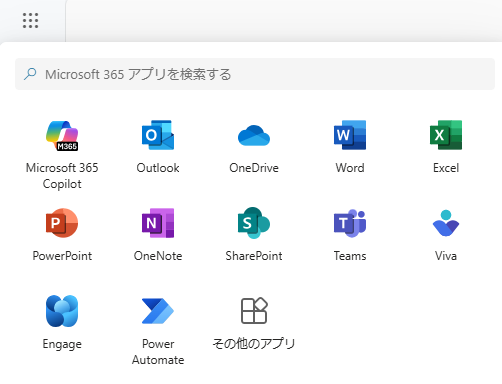 Microsoft 365 アプリを検索する
M365
Microsoft 365
Copilot
Outlook
OneDrive
Word
Excel
PowerPoint
OneNote
SharePoint
Teams
Viva
Engage
Power
Automate
その他のアプリ